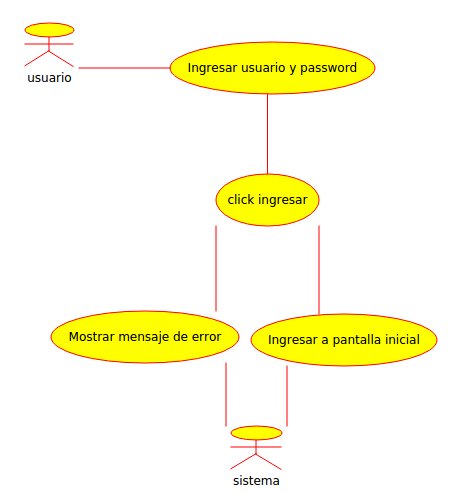 usuario
Ingresar usuario y password
click ingresar
Mostrar mensaje de error
Ingresar a pantalla inicial
sistema